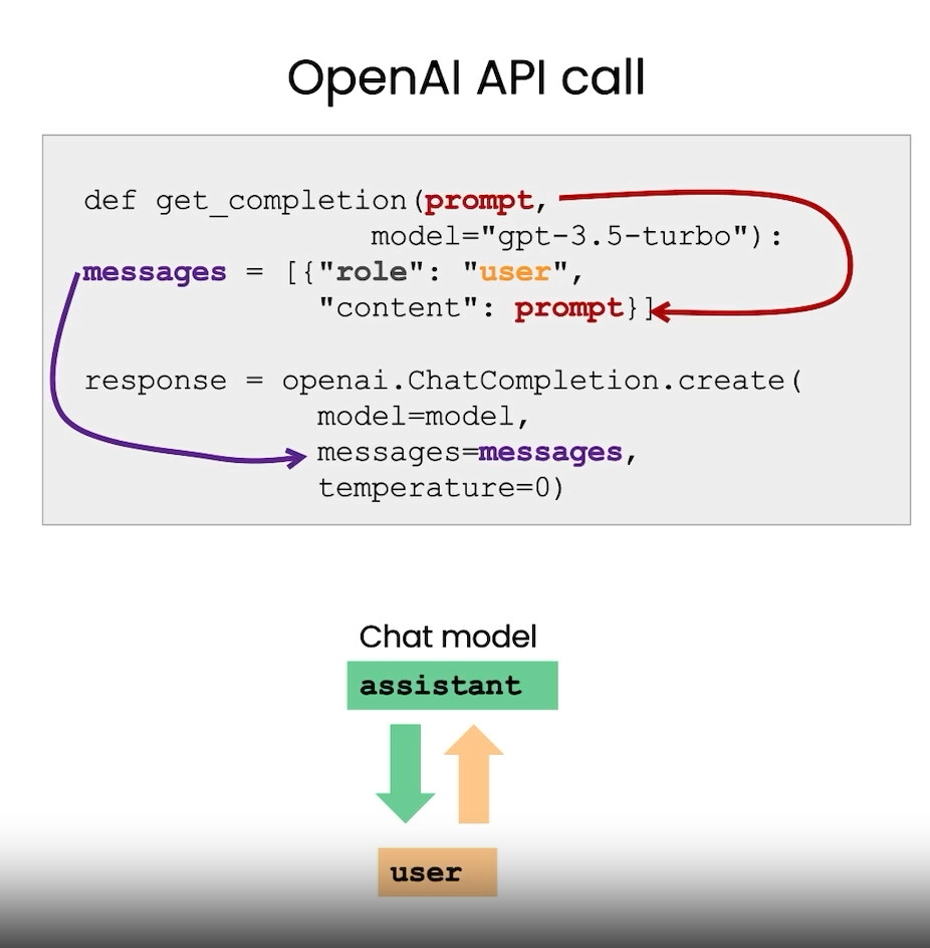 OpenAI API call
def get_completion(prompt,
model="gpt-3.5-turbo"):
messages = [{"role": "user",
"content": prompt}]
response = openai.ChatCompletion.create(
model=model,
messages=messages,
temperature=0)
Chat model
assistant
user